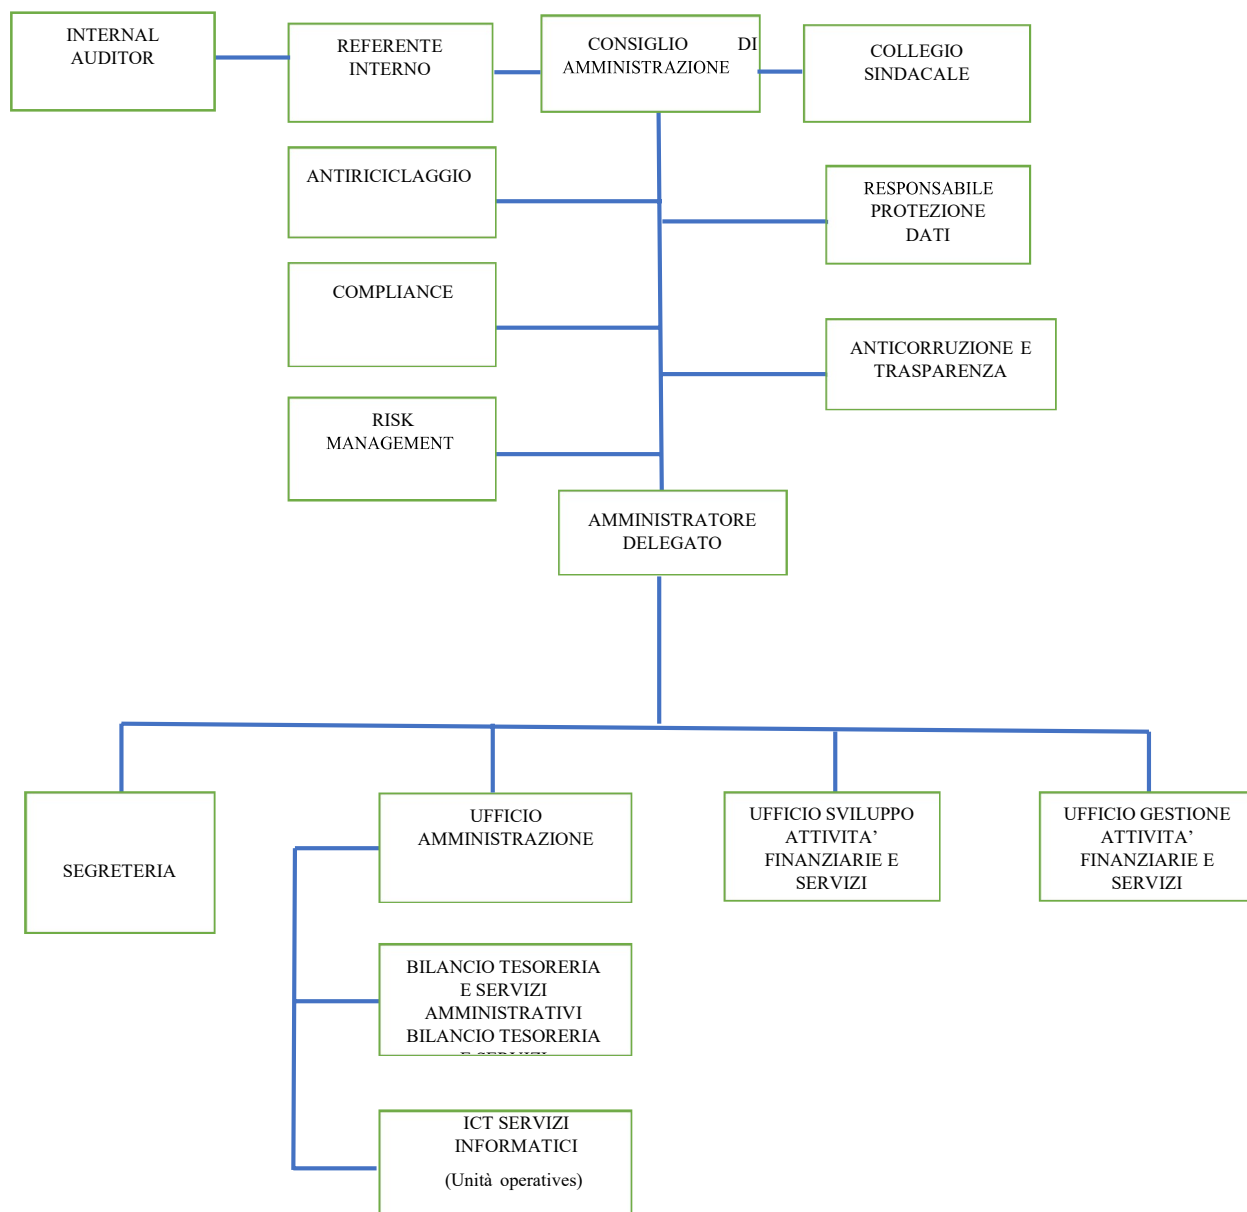 INTERNAL
AUDITOR
REFERENTE
INTERNO
CONSIGLIO DI
AMMINISTRAZIONE
COLLEGIO
SINDACALE
ANTIRICICLAGGIO
RESPONSABILE
PROTEZIONE
DATI
COMPLIANCE
ANTICORRUZIONE E
TRASPARENZA
RISK
MANAGEMENT
AMMINISTRATORE
DELEGATO
SEGRETERIA
UFFICIO
AMMINISTRAZIONE
UFFICIO SVILUPPO
ATTIVITA’
FINANZIARIE E
SERVIZI
UFFICIO GESTIONE
ATTIVITA’
FINANZIARIE E
SERVIZI
BILANCIO TESORERIA
E SERVIZI
AMMINISTRATIVI
BILANCIO TESORERIA
E SERVIZI
ICT SERVIZI
INFORMATICI
(Unità operatives)